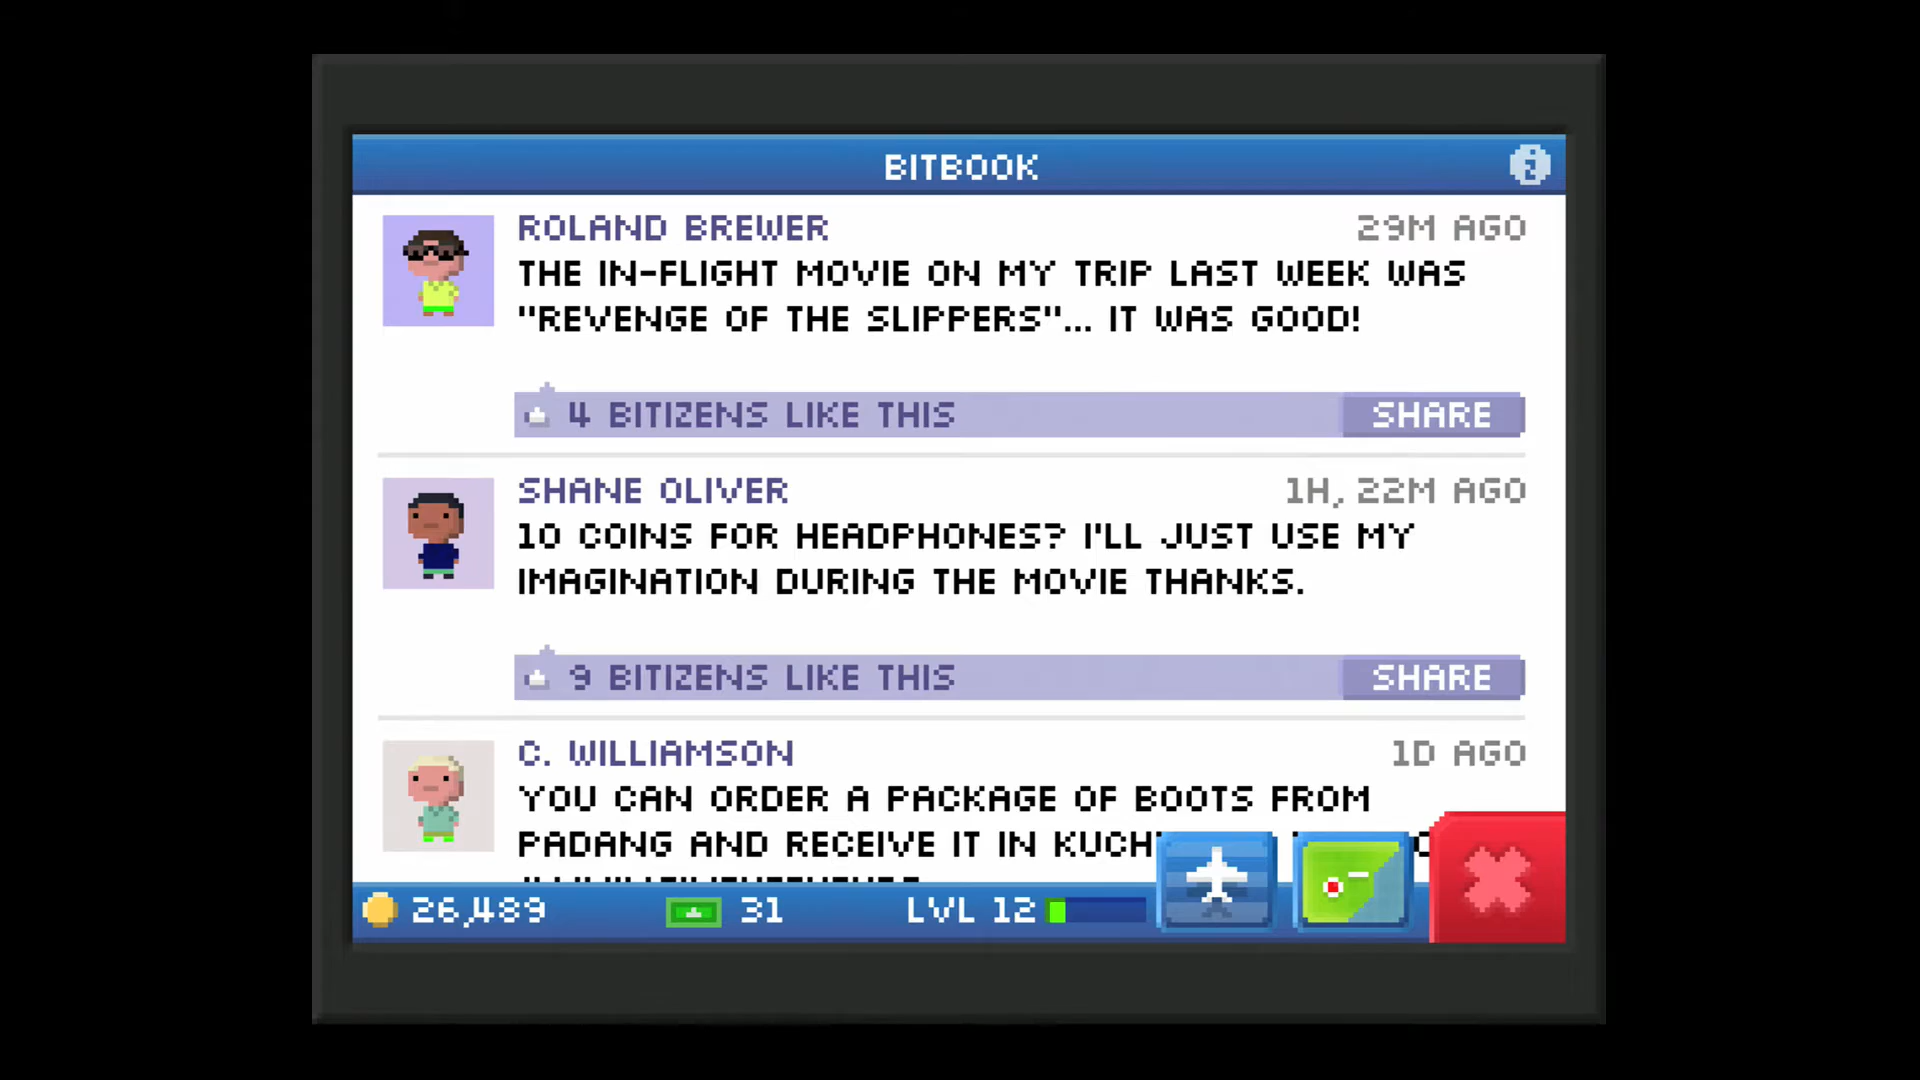 BITBOOK
ROLAND BREWER
29M AGO
THE IN-FLIGHT MOVIE ON MY TRIP LAST WEEK WAS
"REVENGE OF THE SLIPPERS"... IT WAS GOOD!
4 BITIZENS LIKE THIS
SHARE
SHANE OLIVER
1H, 22M AGO
10 COINS FOR HEADPHONES? I'LL JUST USE MY
IMAGINATION DURING THE MOVIE THANKS.
9 BITIZENS LIKE THIS
SHARE
C. WILLIAMSON
1D AGO
YOU CAN ORDER A PACKAGE OF BOOTS FROM
PADANG AND RECEIVE IT IN
26,489
31
LVL 12